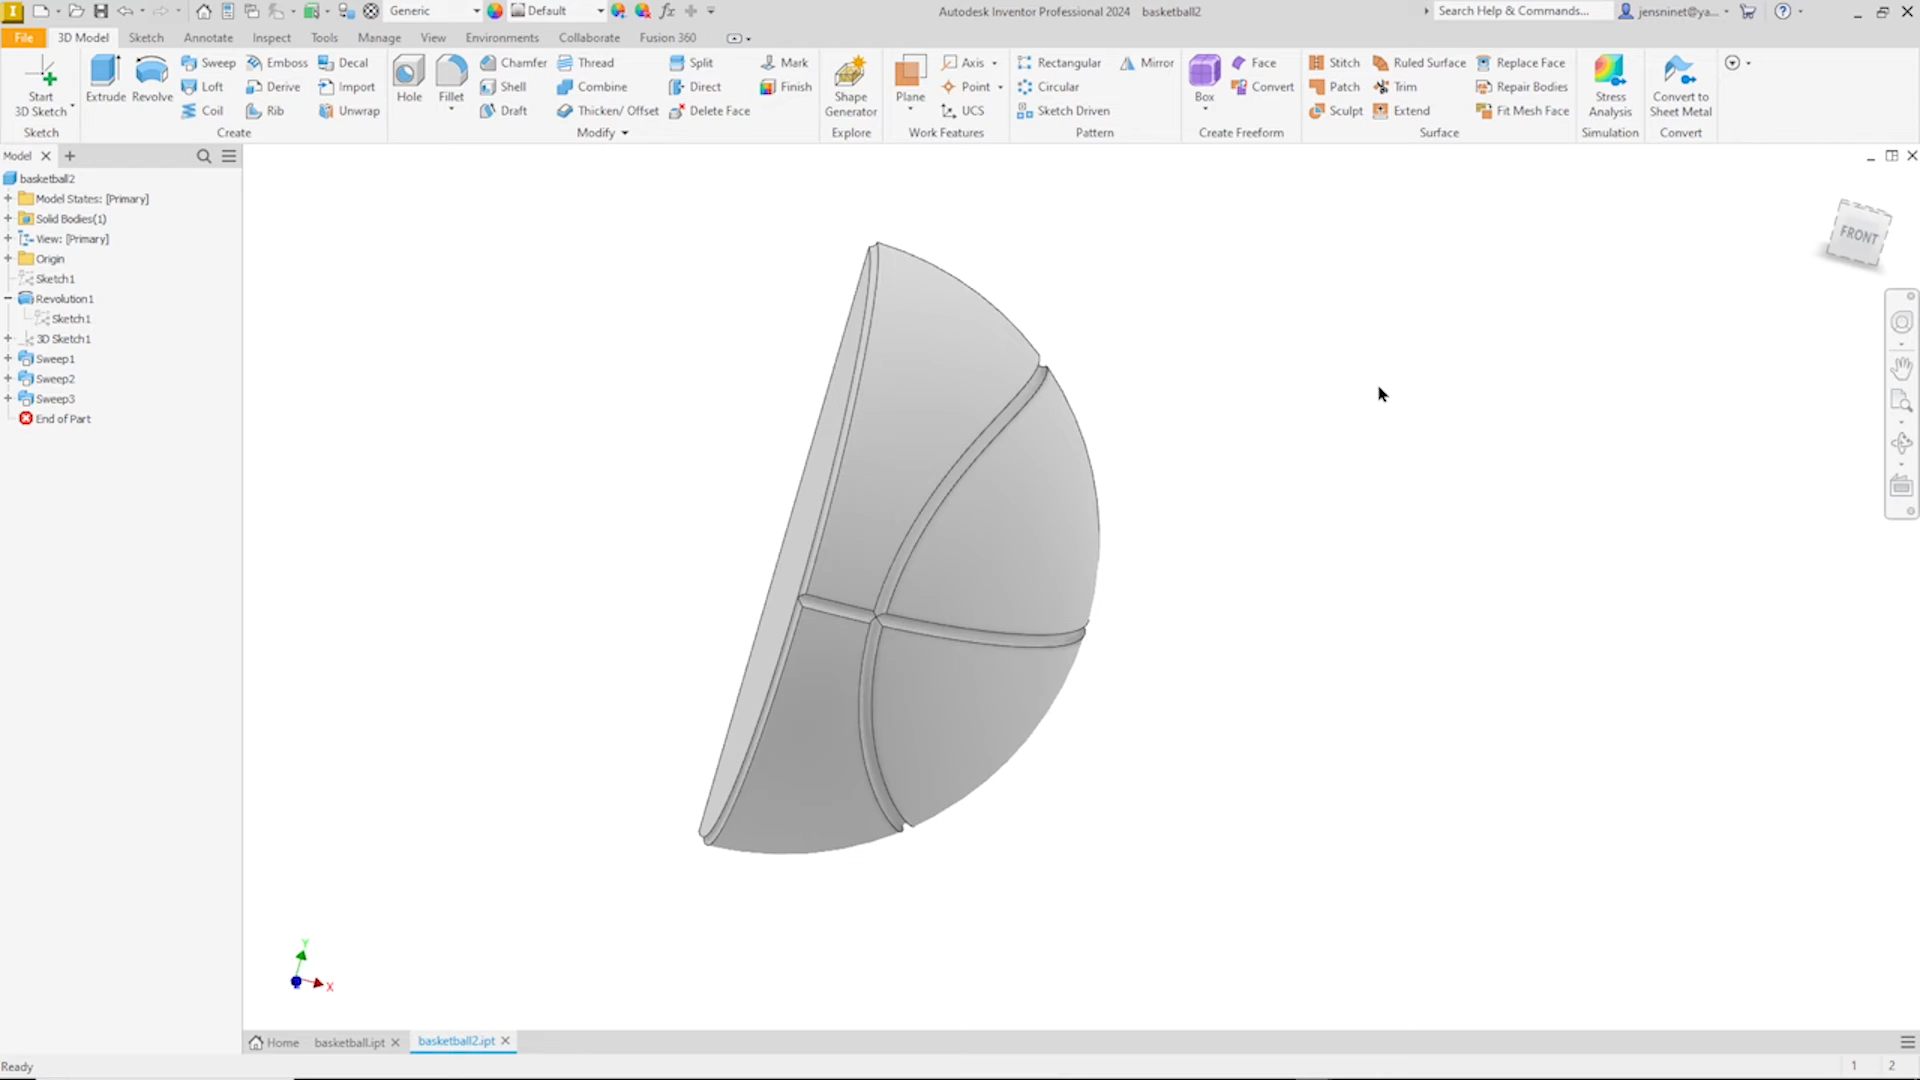 I Generic Default fx Autodesk Inventor Professional 2024 basketball2 Search Help & Commands... jensninet@ya...
File 3D Model Sketch Annotate Inspect Tools Manage View Environments Collaborate Fusion 360
Start 3D Sketch Extrude Revolve Sweep Emboss Decal Hole Fillet Chamfer Thread Split Mark Shape Generator Plane Axis Rectangular Mirror Box Face Stitch Ruled Surface Replace Face Stress Analysis Convert to Sheet Metal
Loft Derive Import Shell Combine Direct Finish Point Circular Convert Patch Trim Repair Bodies
Coil Rib Unwrap Draft Thicken/ Offset Delete Face UCS Sketch Driven Sculpt Extend Fit Mesh Face
Sketch Create Modify Explore Work Features Pattern Create Freeform Surface Simulation Convert
Model
basketball2
Model States: [Primary]
Solid Bodies(1)
View: [Primary]
Origin
Sketch1
Revolution1
Sketch1
3D Sketch1
Sweep1
Sweep2
Sweep3
End of Part
FRONT
Y
X
Home basketball.ipt basketball2.ipt
Ready 1 2